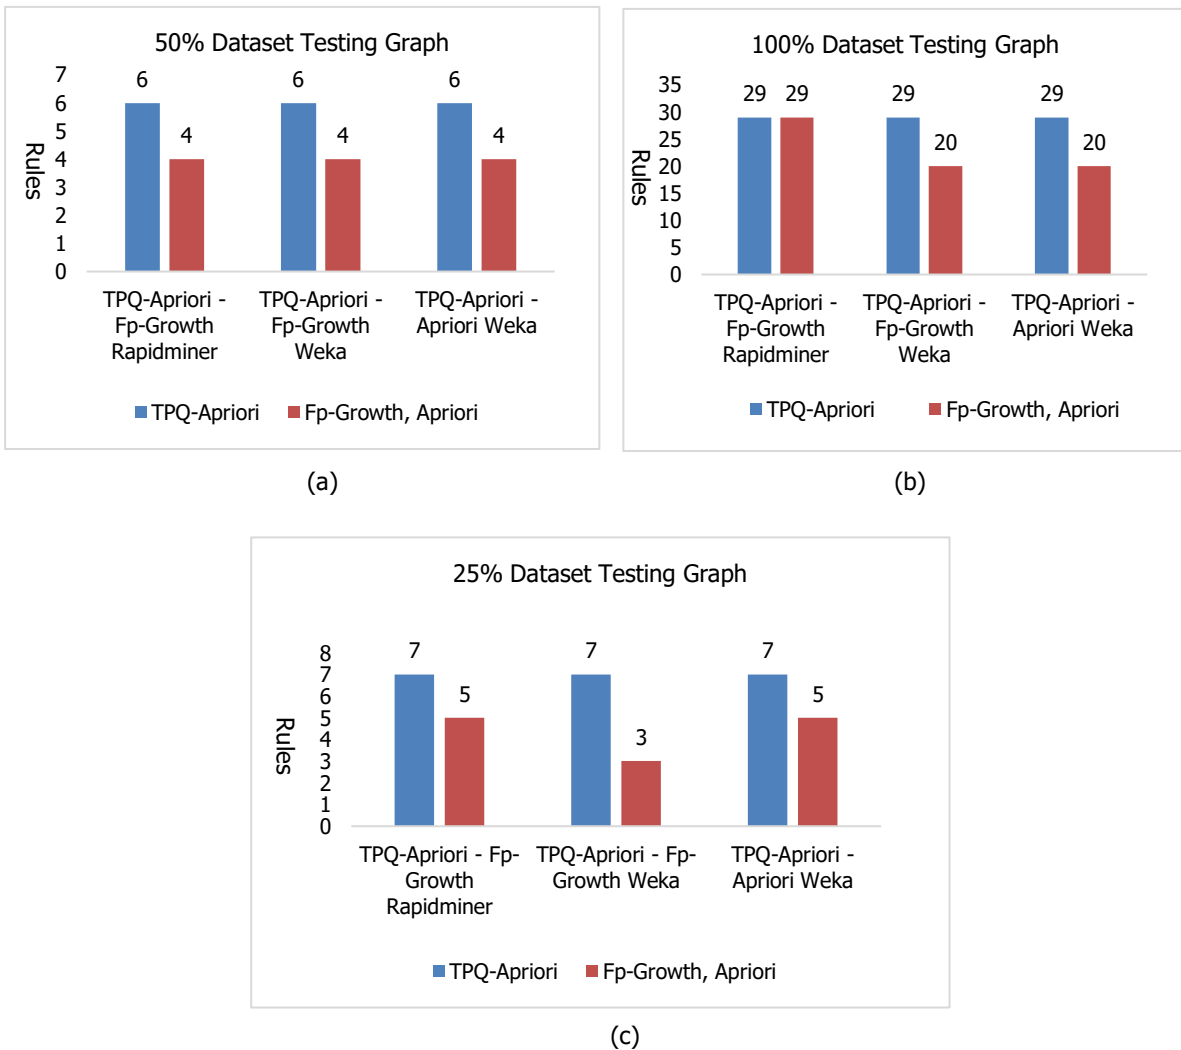 50% Dataset Testing Graph
7
6
5
4
3
2
1
0
Rules
6
4
6
4
6
4
TPQ-Apriori -
Fp-Growth
Rapidminer
TPQ-Apriori -
Fp-Growth
Weka
TPQ-Apriori -
Apriori Weka
TPQ-Apriori
Fp-Growth, Apriori
(a)
100% Dataset Testing Graph
35
30
25
20
15
10
5
0
Rules
29
29
29
20
29
20
TPQ-Apriori -
Fp-Growth
Rapidminer
TPQ-Apriori -
Fp-Growth
Weka
TPQ-Apriori -
Apriori Weka
TPQ-Apriori
Fp-Growth, Apriori
(b)
25% Dataset Testing Graph
8
7
6
5
4
3
2
1
0
Rules
7
5
7
3
7
5
TPQ-Apriori - Fp-
Growth
Rapidminer
TPQ-Apriori - Fp-
Growth Weka
TPQ-Apriori -
Apriori Weka
TPQ-Apriori
Fp-Growth, Apriori
(c)